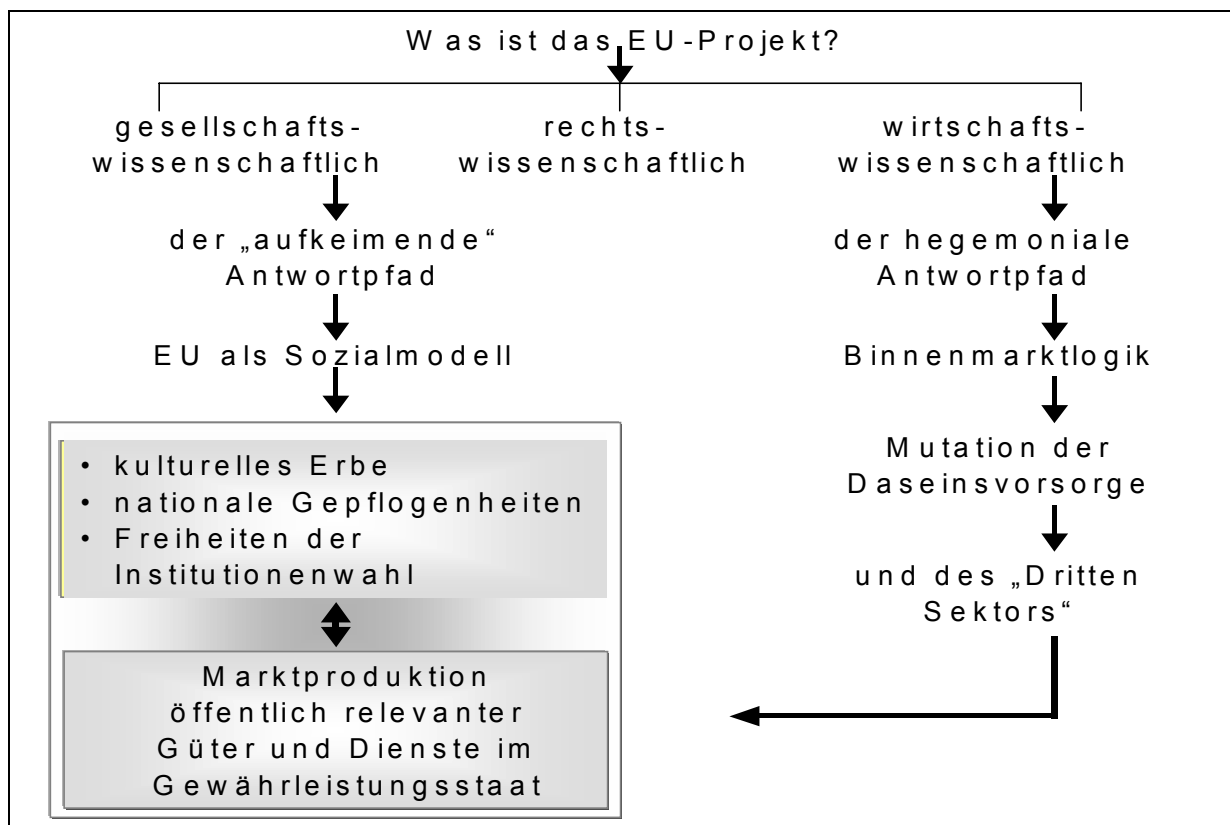 Was ist das EU-Projekt?
gesellschafts-
wissenschaftlich
rechts-
wissenschaftlich
wirtschafts-
wissenschaftlich
der „aufkeimende“
Antwortpfad
EU als Sozialmodell
• kulturelles Erbe
• nationale Gepflogenheiten
• Freiheiten der
Institutionenwahl
Marktproduktion
öffentlich relevanter
Güter und Dienste im
Gewährleistungsstaat
der hegemoniale
Antwortpfad
Binnenmarktlogik
Mutation der
Daseinsvorsorge
und des „Dritten
Sektors“